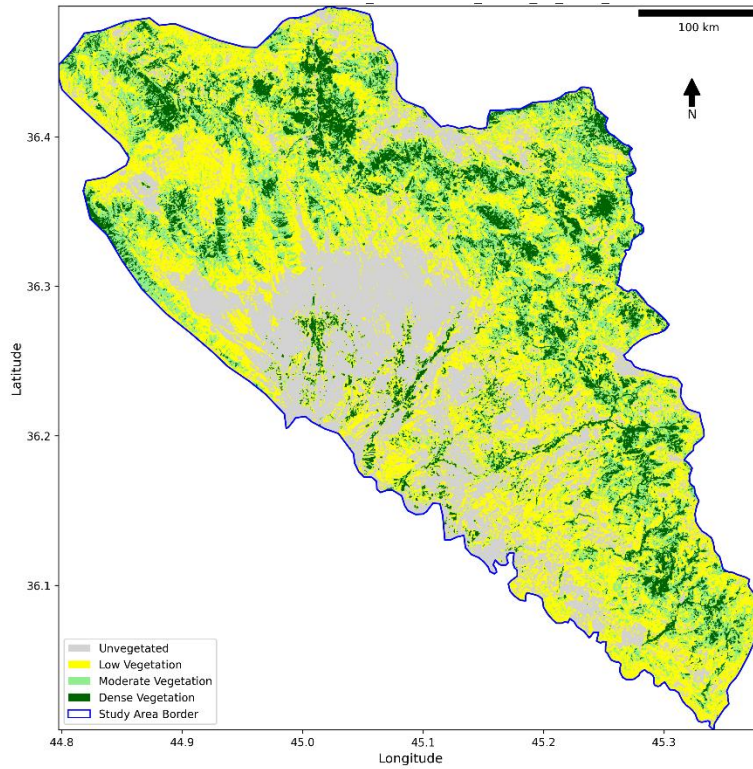 100 km
N
36.4
36.3
36.2
36.1
Latitude
Unvegetated
Low Vegetation
Moderate Vegetation
Dense Vegetation
Study Area Border
44.8
44.9
45.0
45.1
45.2
45.3
Longitude